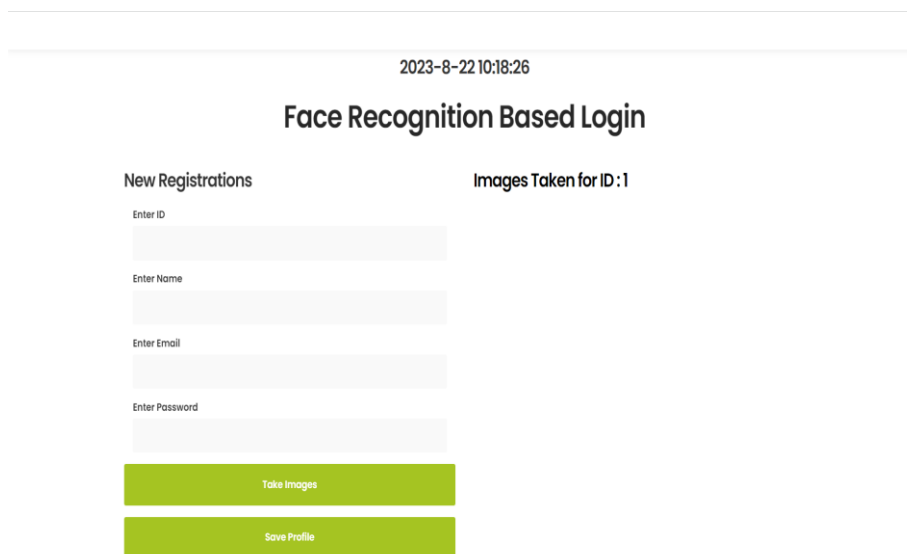 2023-8-22 10:18:26
Face Recognition Based Login
New Registrations
Images Taken for ID : 1
Enter ID
Enter Name
Enter Email
Enter Password
Take Images
Save Profile